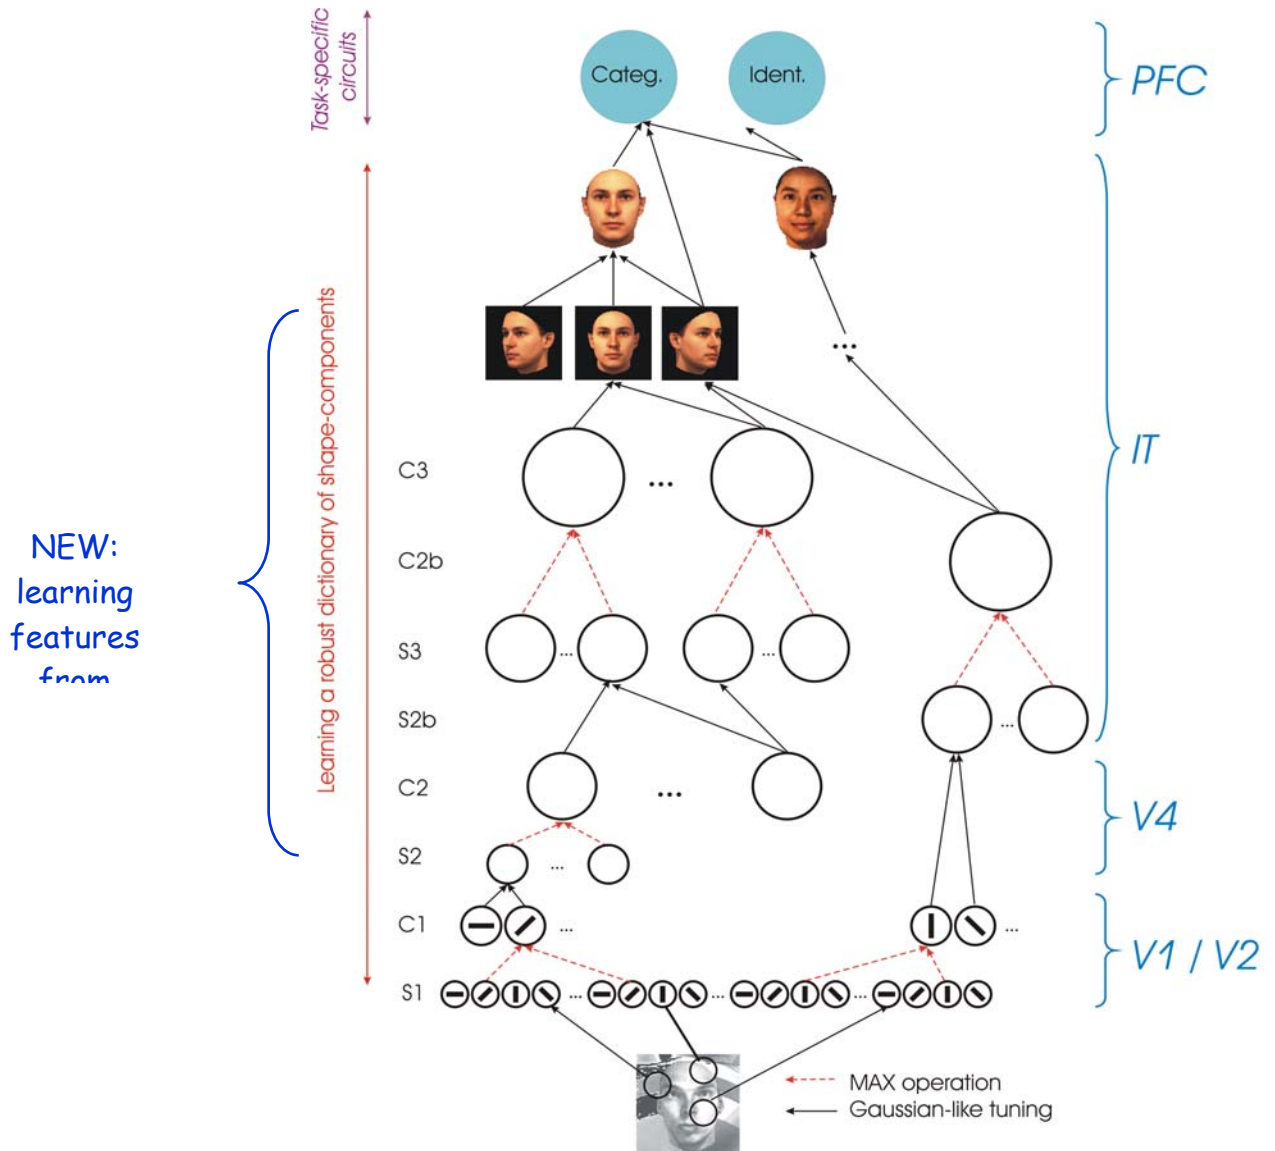 Task-specific
circuits
Categ.
Ident.
PFC
Learning a robust dictionary of shape-components
NEW:
learning
features
from
...
IT
C3
...
C2b
S3
...
...
S2b
...
C2
...
V4
S2
...
C1
...
...
V1 / V2
S1
...
...
...
MAX operation
Gaussian-like tuning